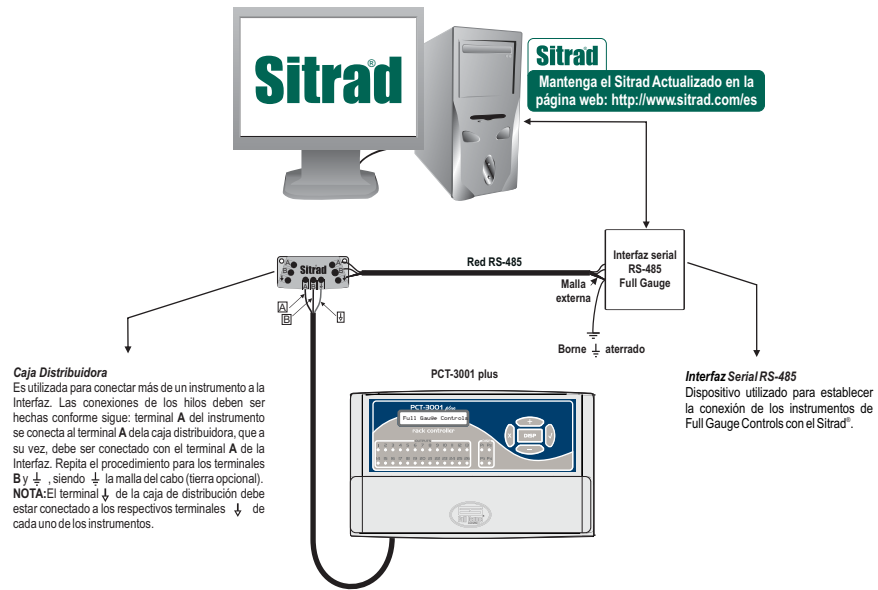 Sitrad®
Sitrad
Mantenga el Sitrad Actualizado en la
página web: http://www.sitrad.com/es
A
B
Sitrad
A
B
A B
A
B
Red RS-485
Interfaz serial
RS-485
Full Gauge
Malla
externa
Borne ⏚ aterrado
Caja Distribuidora
Es utilizada para conectar más de un instrumento a la
Interfaz. Las conexiones de los hilos deben ser
hechas conforme sigue: terminal A del instrumento
se conecta al terminal A dela caja distribuidora, que a
su vez, debe ser conectado con el terminal A de la
Interfaz. Repita el procedimiento para los terminales
B y ⏚ , siendo ⏚ la malla del cabo (tierra opcional).
NOTA:El terminal de la caja de distribución debe
estar conectado a los respectivos terminales de
cada uno de los instrumentos.
PCT-3001 plus
PCT-3001 plus
Full Gauge Controls
rack controller
DISP
Interfaz Serial RS-485
Dispositivo utilizado para establecer
la conexión de los instrumentos de
Full Gauge Controls con el Sitrad®.